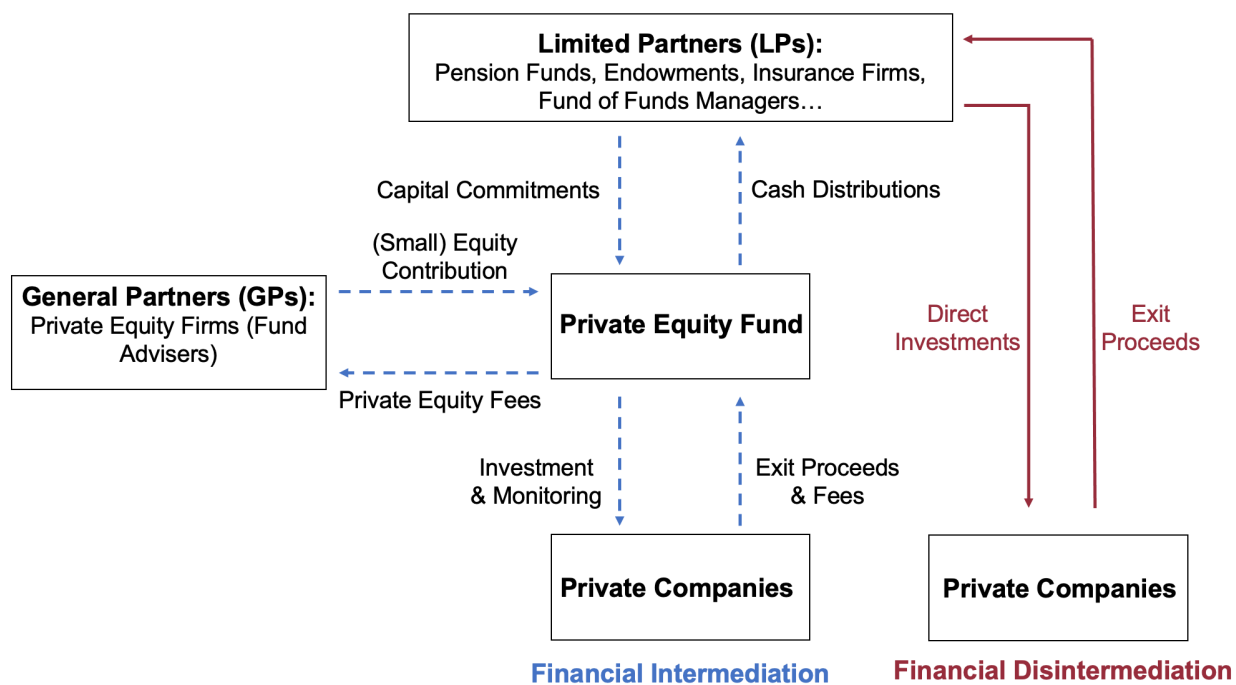 Limited Partners (LPs):
Pension Funds, Endowments, Insurance Firms,
Fund of Funds Managers…
Capital Commitments
Cash Distributions
(Small) Equity
Contribution
General Partners (GPs):
Private Equity Firms (Fund
Advisers)
Private Equity Fund
Direct
Investments
Exit
Proceeds
Private Equity Fees
Investment
& Monitoring
Exit Proceeds
& Fees
Private Companies
Private Companies
Financial Intermediation
Financial Disintermediation